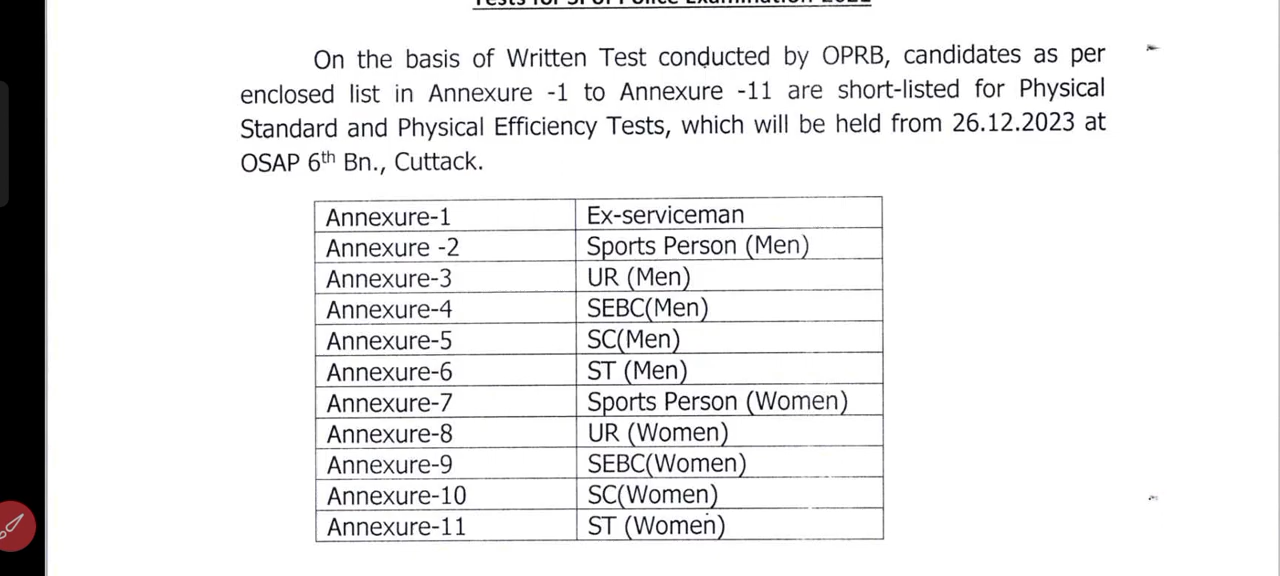 On the basis of Written Test conducted by OPRB, candidates as per
enclosed list in Annexure -1 to Annexure -11 are short-listed for Physical
Standard and Physical Efficiency Tests, which will be held from 26.12.2023 at
OSAP 6th Bn., Cuttack.
Annexure-1 Ex-serviceman
Annexure -2 Sports Person (Men)
Annexure-3 UR (Men)
Annexure-4 SEBC(Men)
Annexure-5 SC(Men)
Annexure-6 ST (Men)
Annexure-7 Sports Person (Women)
Annexure-8 UR (Women)
Annexure-9 SEBC(Women)
Annexure-10 SC(Women)
Annexure-11 ST (Women)